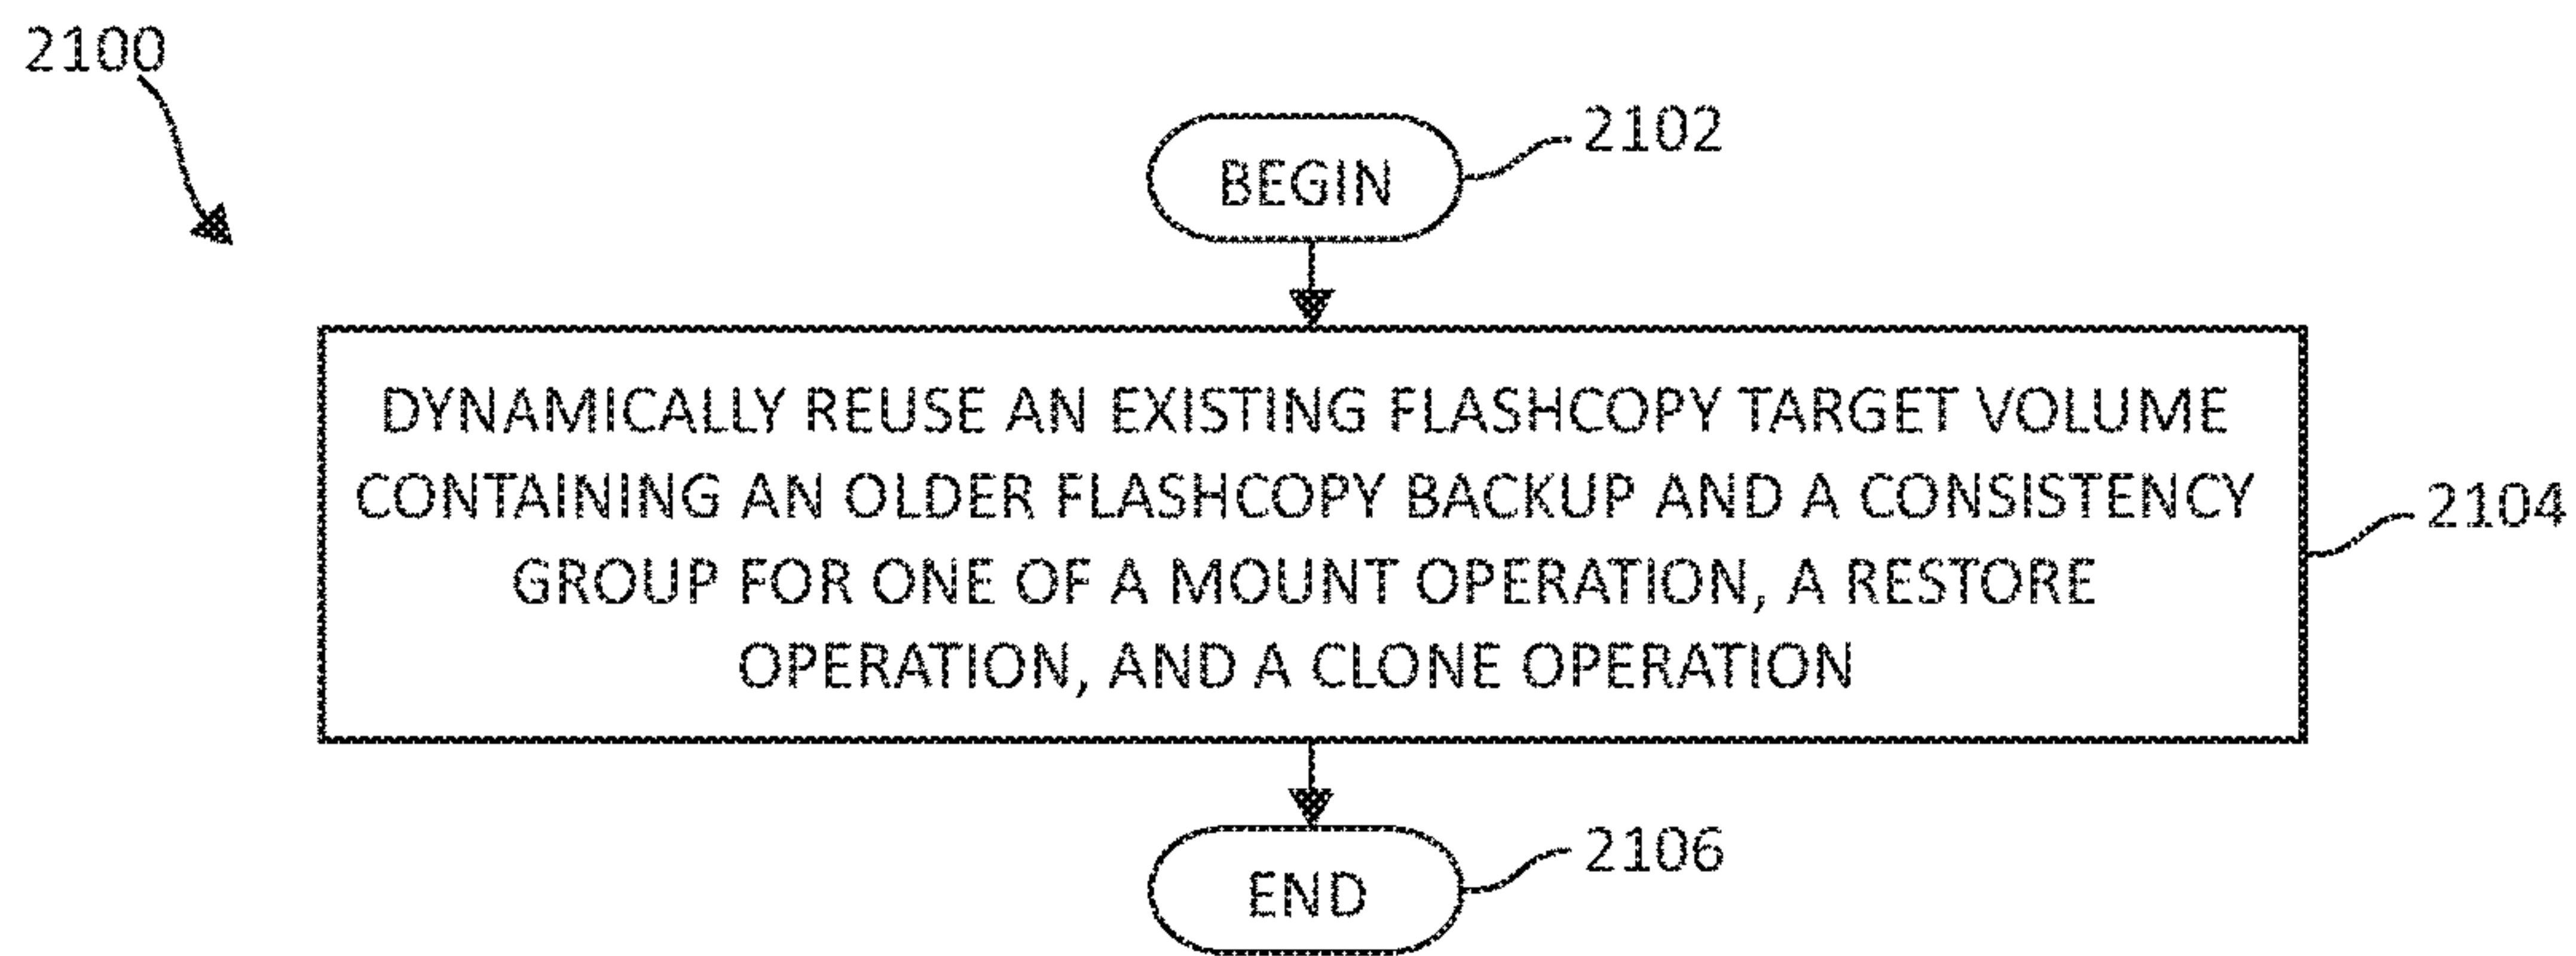 2100
2102
BEGIN
DYNAMICALLY REUSE AN EXISTING FLASHCOPY TARGET VOLUME
CONTAINING AN OLDER FLASHCOPY BACKUP AND A CONSISTENCY
GROUP FOR ONE OF A MOUNT OPERATION, A RESTORE
OPERATION, AND A CLONE OPERATION
2104
2106
END